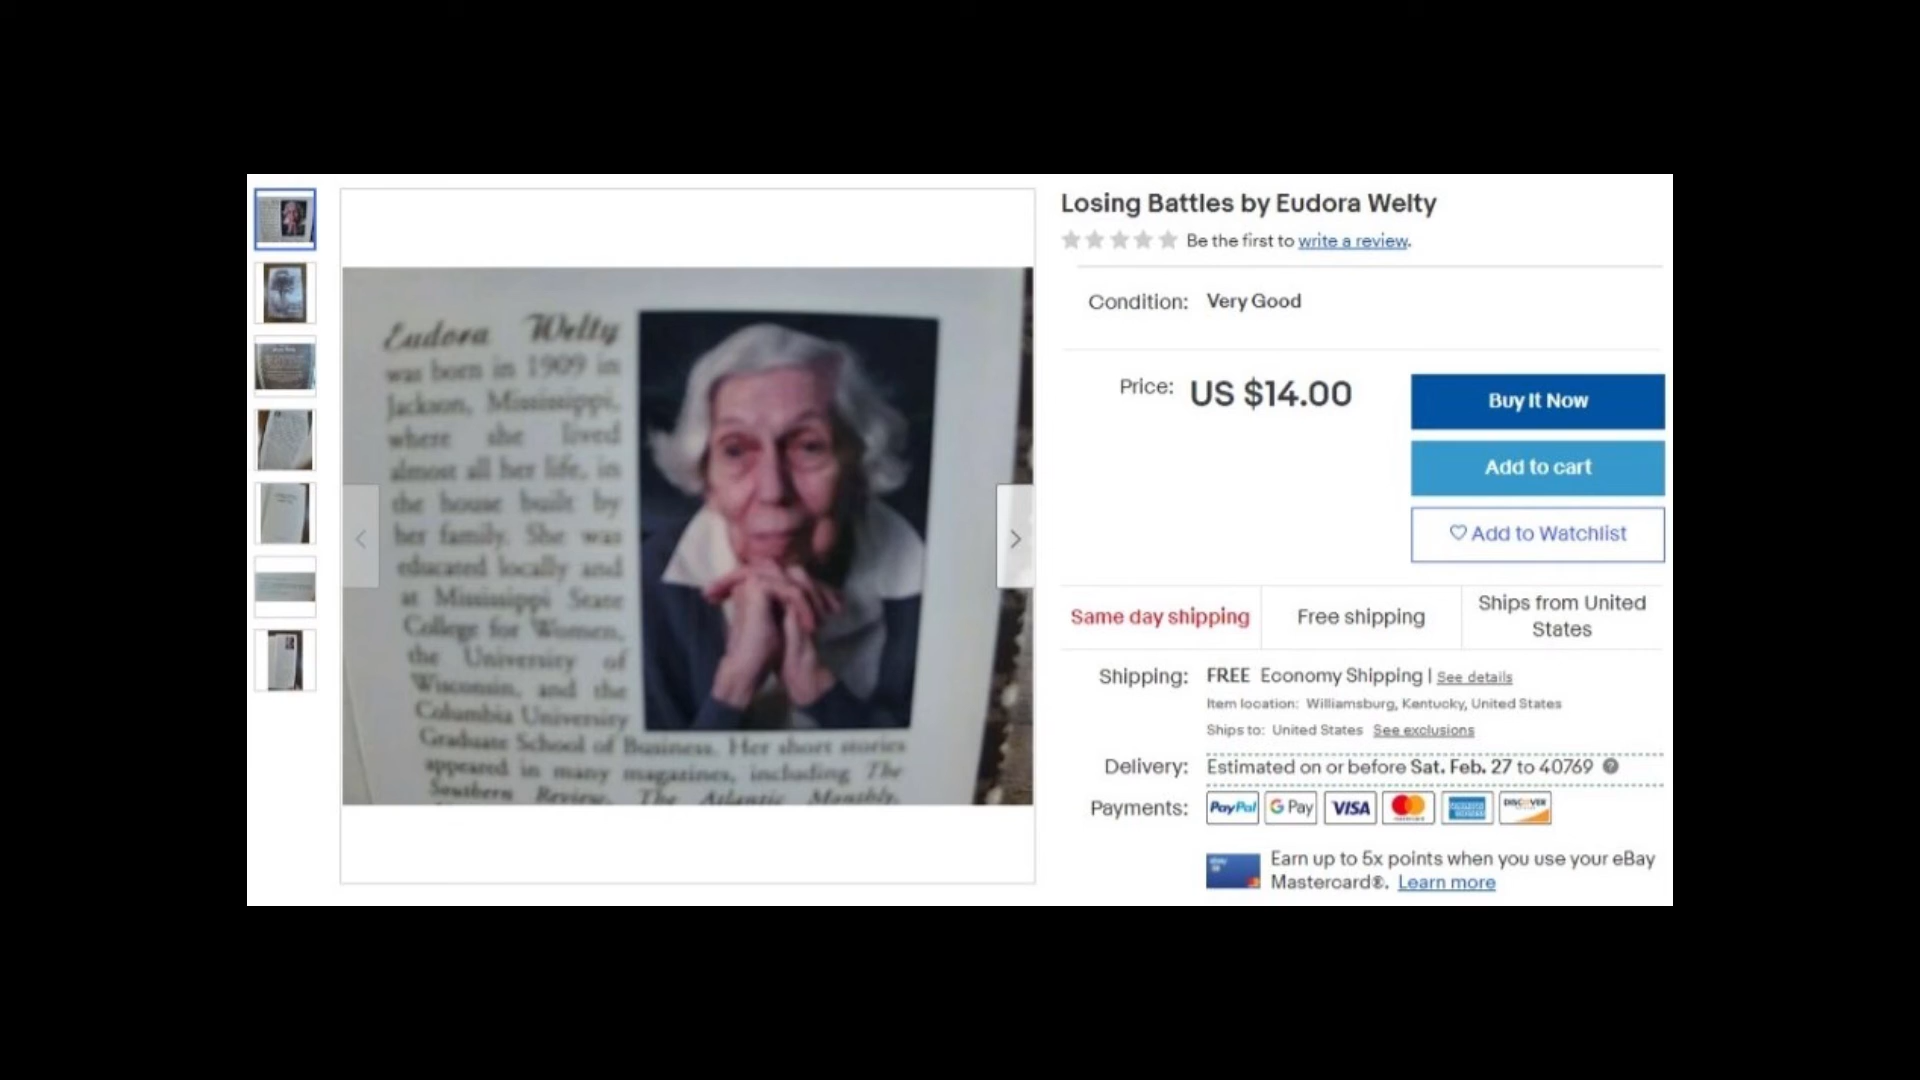 Eudora Welty
was born in 1909 in
Jackson, Mississippi,
where she lived
almost all her life, in
the house built by
her family. She was
educated locally and
at Mississippi State
College for Women,
the University of
Wisconsin, and the
Columbia University
Graduate School of Business. Her short stories
appeared in many magazines, including The
Southern Review, The Atlantic Monthly,
Losing Battles by Eudora Welty
Be the first to write a review.
Condition: Very Good
Price: US $14.00
Buy It Now
Add to cart
Add to Watchlist
Same day shipping
Free shipping
Ships from United
States
Shipping: FREE Economy Shipping | See details
Item location: Williamsburg, Kentucky, United States
Ships to: United States See exclusions
Delivery: Estimated on or before Sat. Feb. 27 to 40769
Payments: PayPal G Pay VISA DISCOVER
Earn up to 5x points when you use your eBay
Mastercard®. Learn more